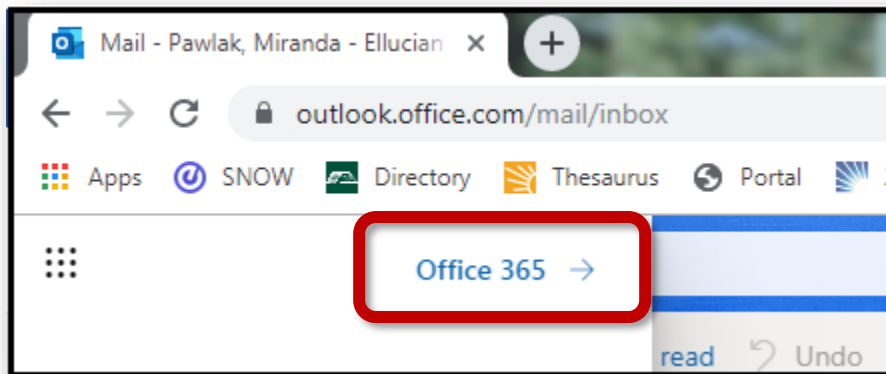 Mail - Pawlak, Miranda - Ellucian
outlook.office.com/mail/inbox
Apps SNOW Directory Thesaurus Portal
Office 365 →
read Undo